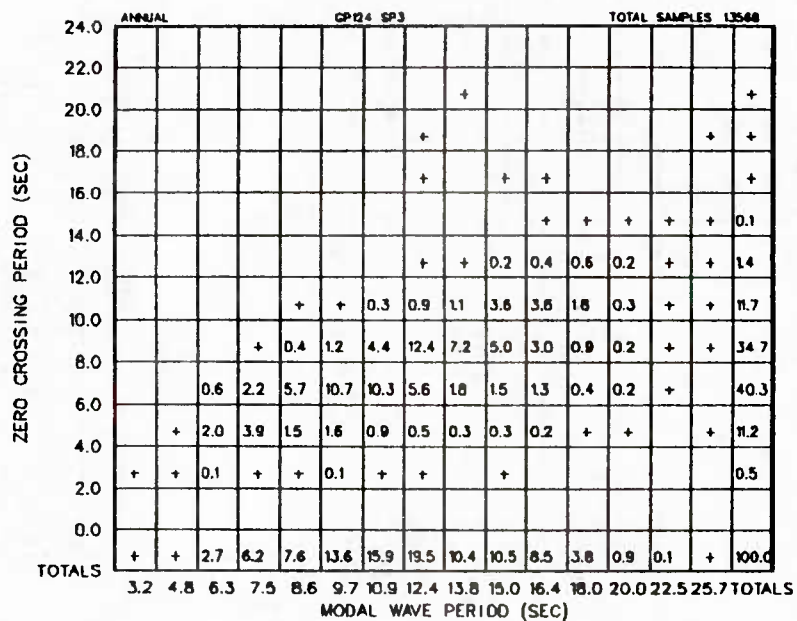 ANNUAL GP124 SP3 TOTAL SAMPLES 13568
24.0
22.0
+ +
20.0
+ + +
18.0
+ + + +
16.0
+ + + + + 0.1
14.0
+ + 0.2 0.4 0.6 0.2 + + 1.4
12.0
+ + 0.3 0.9 1.1 3.6 3.6 1.8 0.3 + + 11.7
10.0
+ 0.4 1.2 4.4 12.4 7.2 5.0 3.0 0.9 0.2 + + 34.7
8.0
0.6 2.2 5.7 10.7 10.3 5.6 1.8 1.5 1.3 0.4 0.2 + 40.3
6.0
+ 2.0 3.9 1.5 1.6 0.9 0.5 0.3 0.3 0.2 + + + 11.2
4.0
+ + 0.1 + + 0.1 + + + 0.5
2.0
0.0
+ + 2.7 6.2 7.6 13.6 15.9 19.5 10.4 10.5 8.5 3.8 0.9 0.1 + 100.0
TOTALS
3.2 4.8 6.3 7.5 8.6 9.7 10.9 12.4 13.8 15.0 16.4 18.0 20.0 22.5 25.7 TOTALS
MODAL WAVE PERIOD (SEC)
ZERO CROSSING PERIOD (SEC)